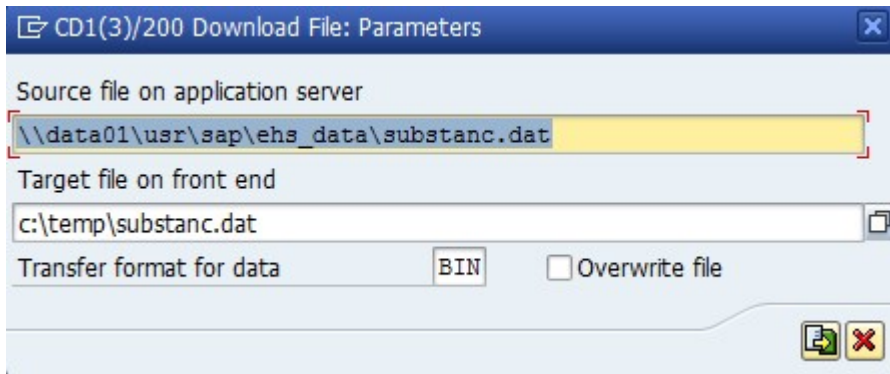 CD1(3)/200 Download File: Parameters
Source file on application server
\\data01\usr\sap\ehs_data\substanc.dat
Target file on front end
c:\temp\substanc.dat
Transfer format for data BIN Overwrite file